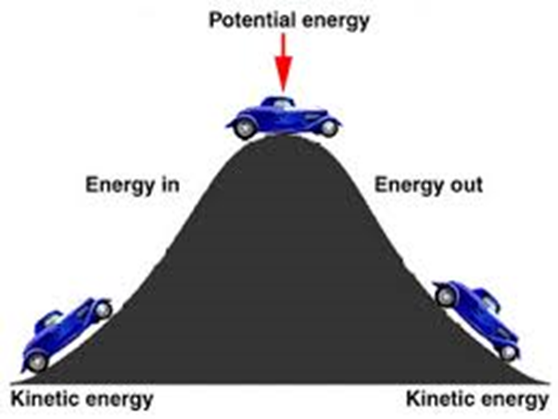 Potential energy
Energy in
Energy out
Kinetic energy
Kinetic energy